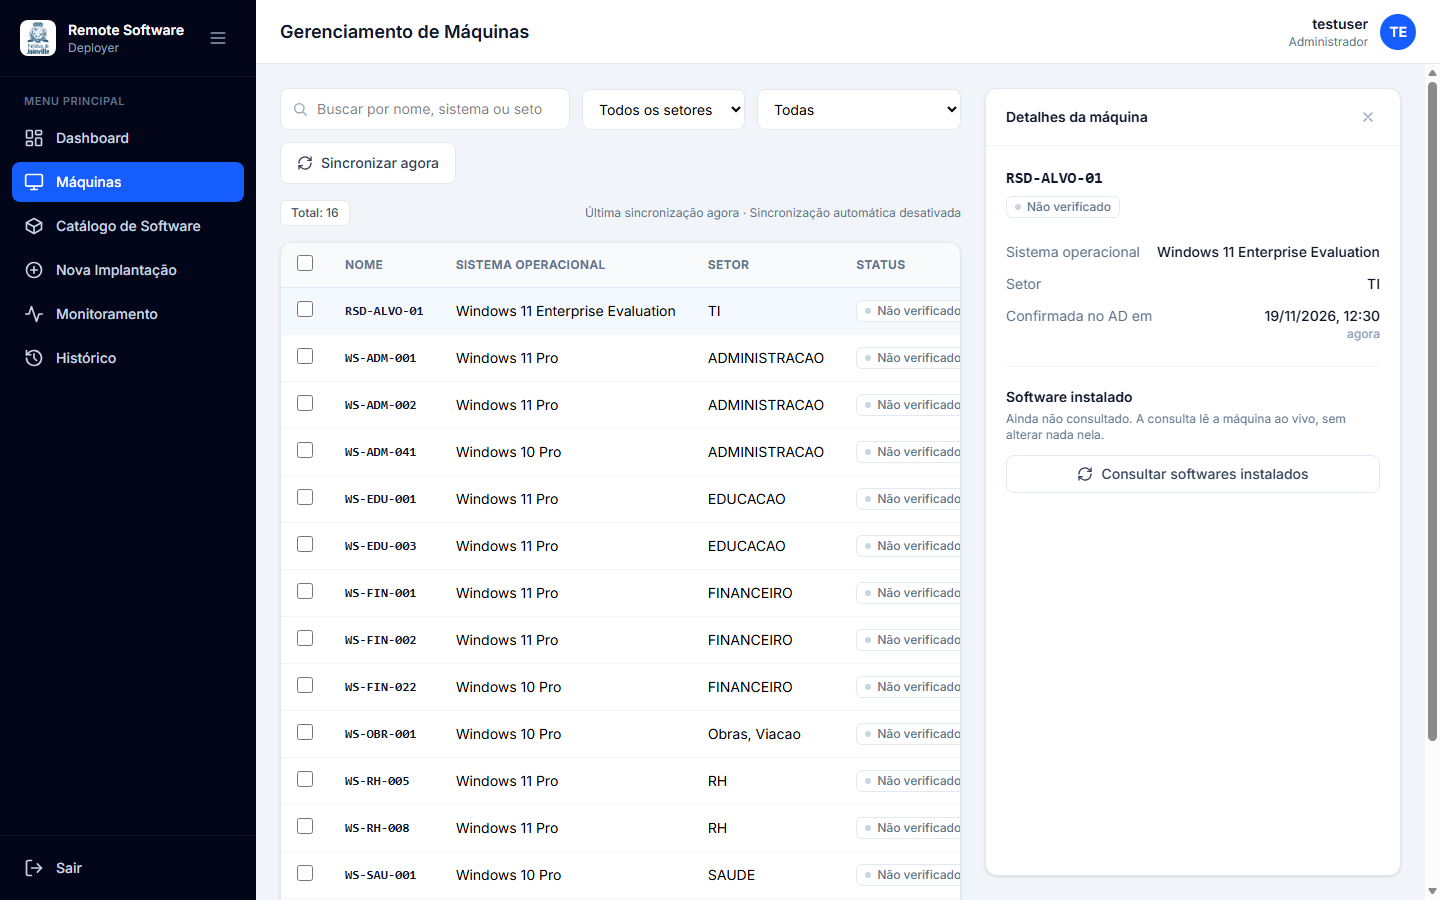 Remote Software
Deployer
MENU PRINCIPAL
Dashboard
Máquinas
Catálogo de Software
Nova Implantação
Monitoramento
Histórico
Sair
Gerenciamento de Máquinas
testuser
Administrador
TE
Buscar por nome, sistema ou seto
Todos os setores
Todas
Sincronizar agora
Total: 16
Última sincronização agora · Sincronização automática desativada
NOME SISTEMA OPERACIONAL SETOR STATUS
RSD-ALVO-01 Windows 11 Enterprise Evaluation TI Não verificado
WS-ADM-001 Windows 11 Pro ADMINISTRACAO Não verificado
WS-ADM-002 Windows 11 Pro ADMINISTRACAO Não verificado
WS-ADM-041 Windows 10 Pro ADMINISTRACAO Não verificado
WS-EDU-001 Windows 11 Pro EDUCACAO Não verificado
WS-EDU-003 Windows 11 Pro EDUCACAO Não verificado
WS-FIN-001 Windows 11 Pro FINANCEIRO Não verificado
WS-FIN-002 Windows 11 Pro FINANCEIRO Não verificado
WS-FIN-022 Windows 10 Pro FINANCEIRO Não verificado
WS-OBR-001 Windows 10 Pro Obras, Viacao Não verificado
WS-RH-005 Windows 11 Pro RH Não verificado
WS-RH-008 Windows 11 Pro RH Não verificado
WS-SAU-001 Windows 10 Pro SAUDE Não verificado
Detalhes da máquina
RSD-ALVO-01
Não verificado
Sistema operacional Windows 11 Enterprise Evaluation
Setor TI
Confirmada no AD em 19/11/2026, 12:30
agora
Software instalado
Ainda não consultado. A consulta lê a máquina ao vivo, sem
alterar nada nela.
Consultar softwares instalados